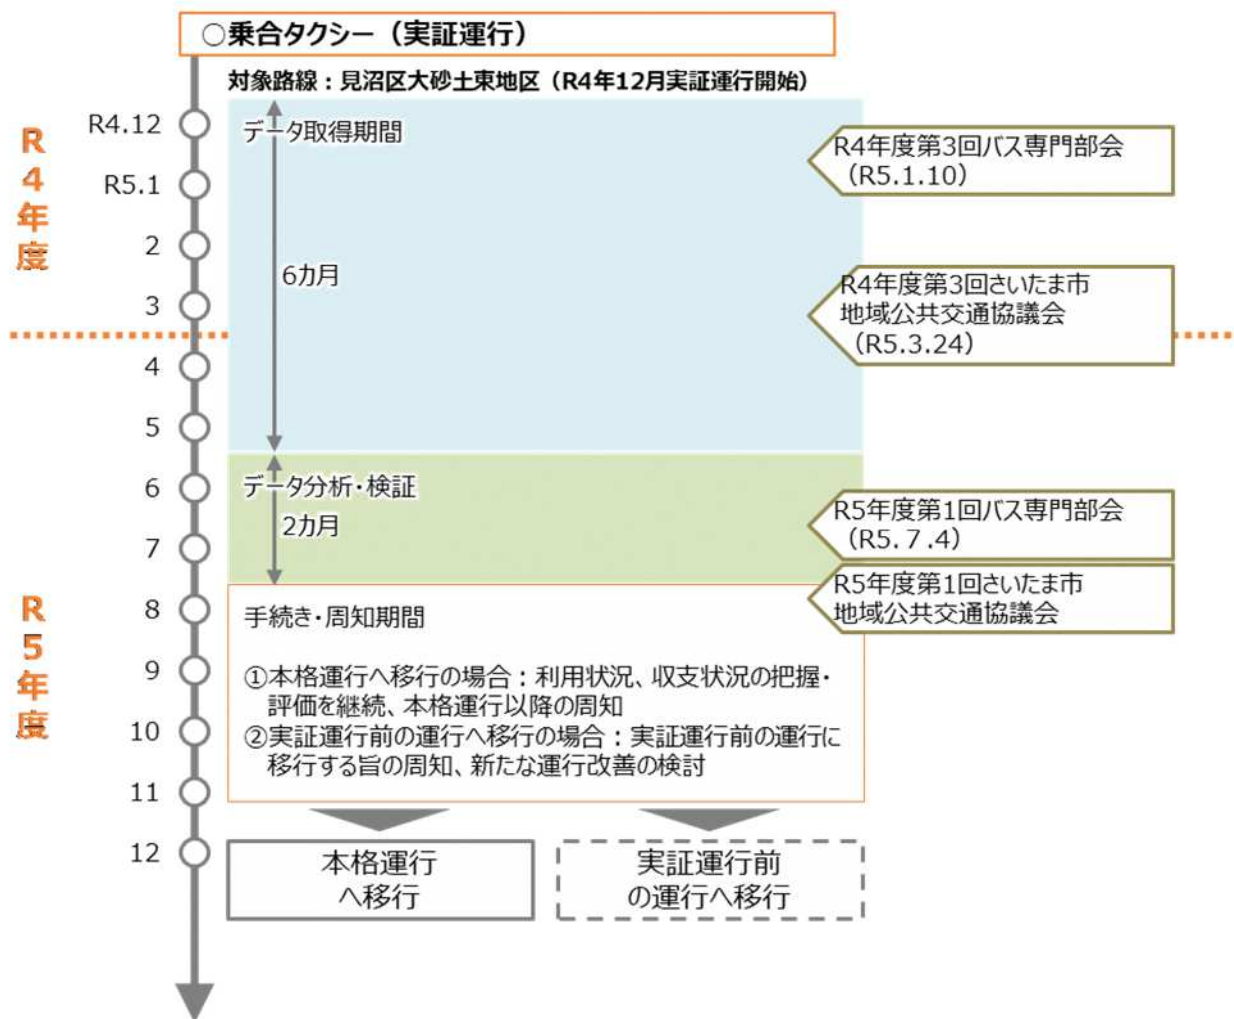 ○乗合タクシー（実証運行）
対象路線：見沼区大砂土東地区（R4年12月実証運行開始）
R4年度
R4.12
R5.1
2
3
データ取得期間
6カ月
R4年度第3回バス専門部会
（R5.1.10）
R4年度第3回さいたま市
地域公共交通協議会
（R5.3.24）
R5年度
4
5
6
7
8
9
10
11
12
データ分析・検証
2カ月
R5年度第1回バス専門部会
（R5.７.4）
R5年度第1回さいたま市
地域公共交通協議会
手続き・周知期間
①本格運行へ移行の場合：利用状況、収支状況の把握・
評価を継続、本格運行以降の周知
②実証運行前の運行へ移行の場合：実証運行前の運行に
移行する旨の周知、新たな運行改善の検討
本格運行
へ移行
実証運行前
の運行へ移行